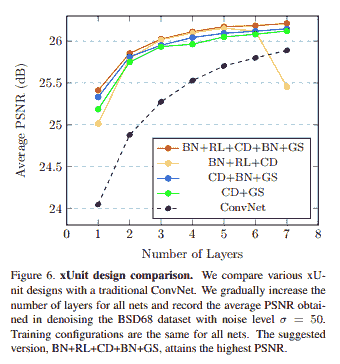 26
25.5
25
24.5
24
Average PSNR (dB)
BN+RL+CD+BN+GS
BN+RL+CD
CD+BN+GS
CD+GS
ConvNet
0 1 2 3 4 5 6 7 8
Number of Layers
Figure 6. xUnit design comparison. We compare various xU-
nit designs with a traditional ConvNet. We gradually increase the
number of layers for all nets and record the average PSNR obtai-
ned in denoising the BSD68 dataset with noise level σ = 50.
Training configurations are the same for all nets. The suggested
version, BN+RL+CD+BN+GS, attains the highest PSNR.